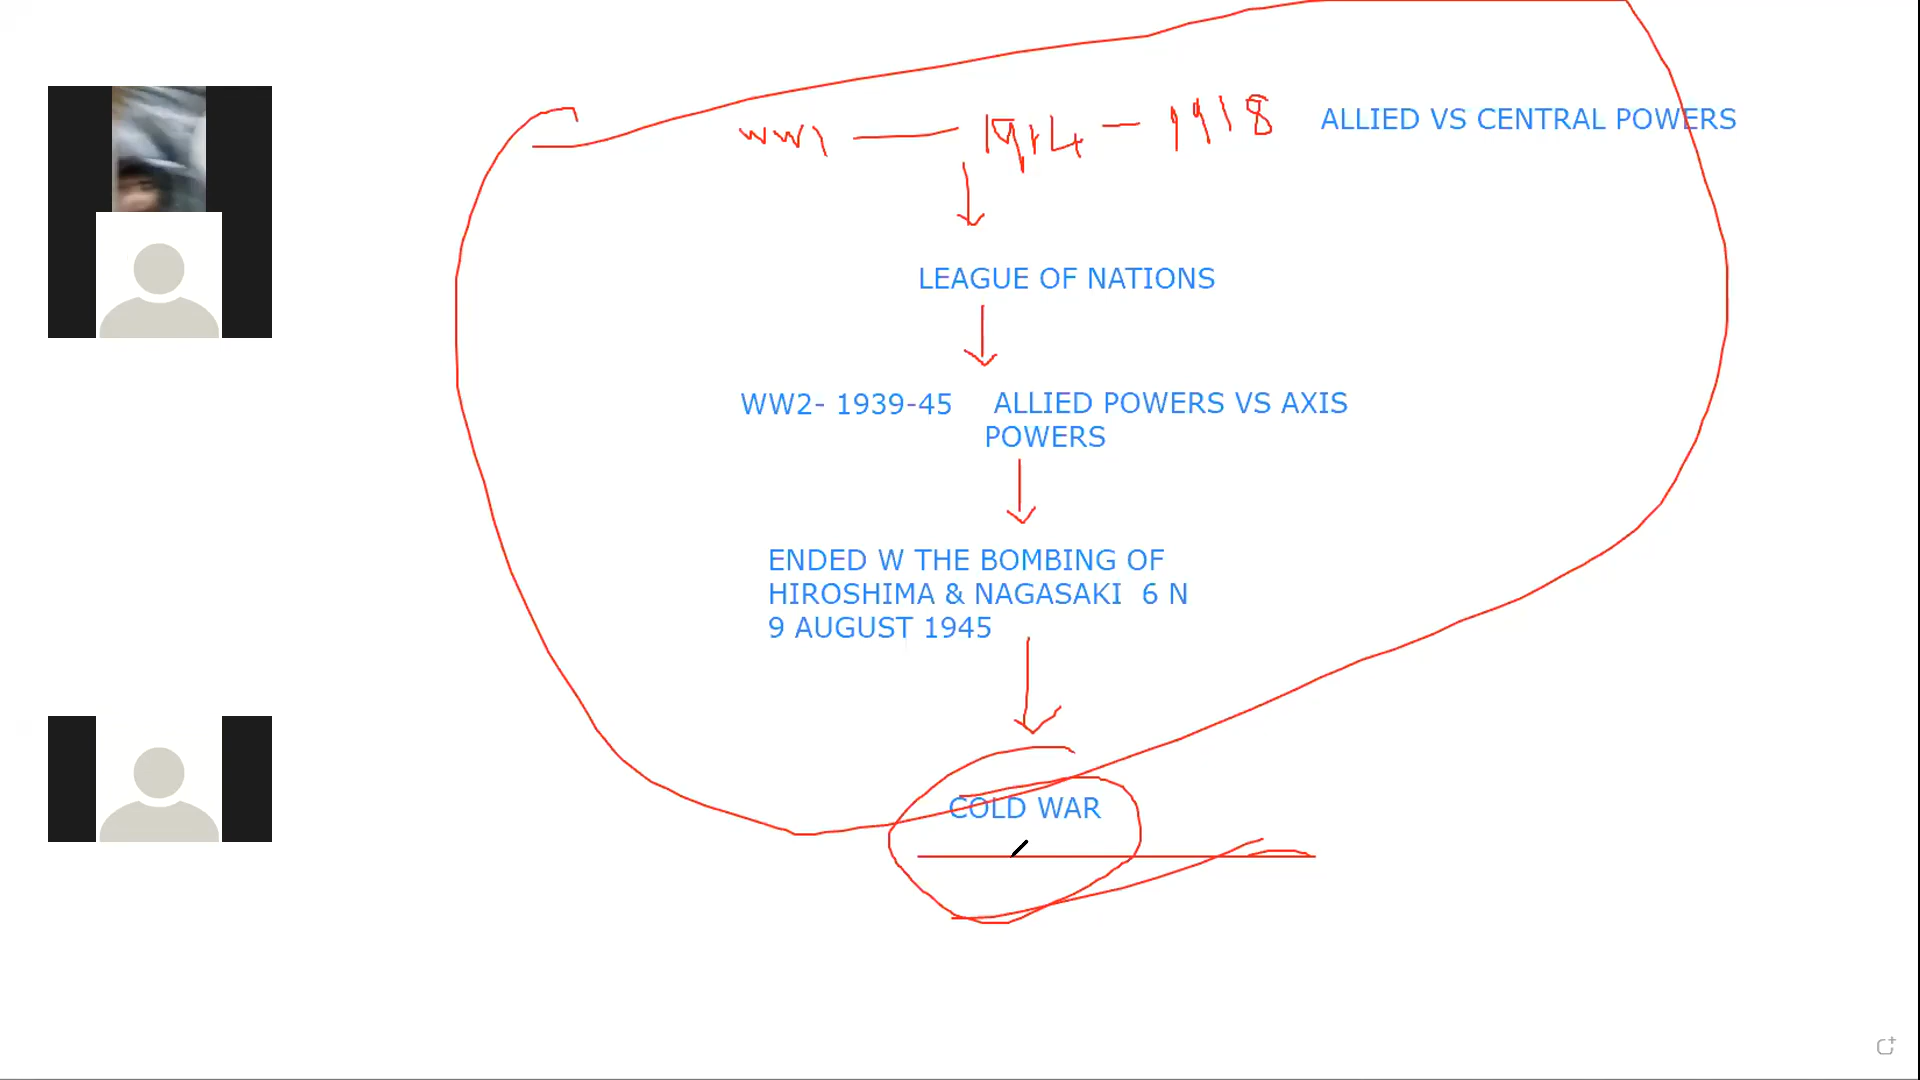 WW1 — 1914 — 1918 ALLIED VS CENTRAL POWERS
LEAGUE OF NATIONS
WW2- 1939-45 ALLIED POWERS VS AXIS
POWERS
ENDED W THE BOMBING OF
HIROSHIMA & NAGASAKI 6 N
9 AUGUST 1945
COLD WAR